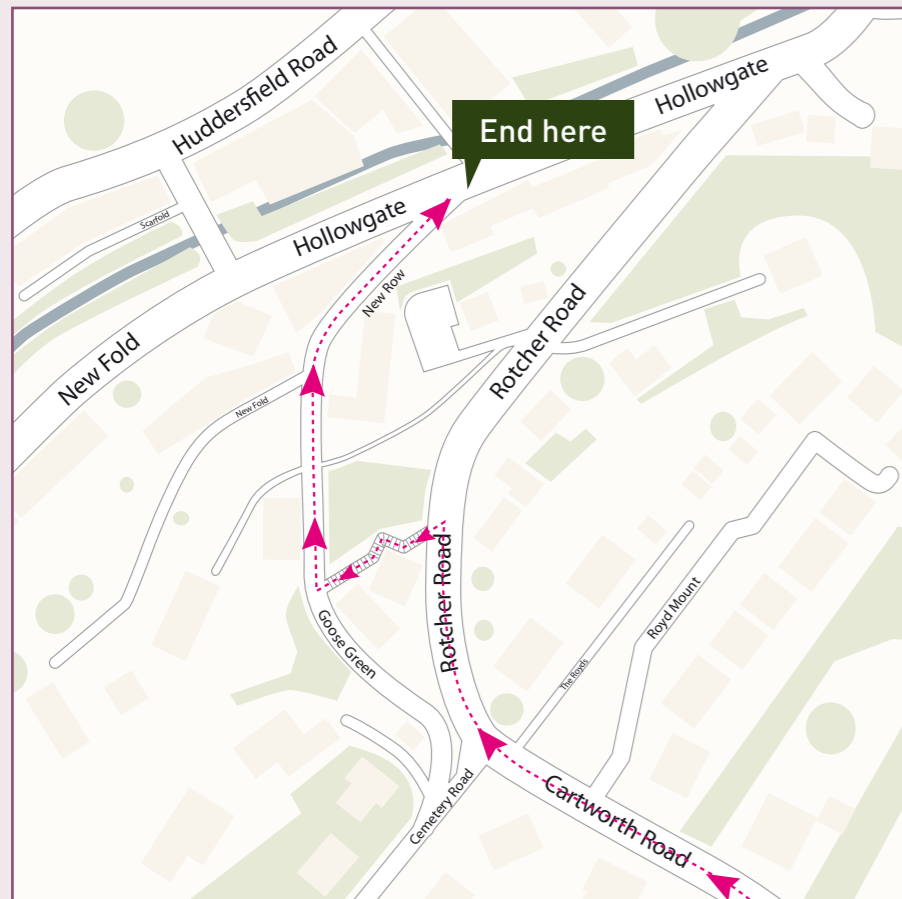 Huddersfield Road
Hollowgate
End here
Scarfold
Hollowgate
New Row
New Fold
Rotcher Road
New Fold
Rotcher Road
Goose Green
Royd Mount
The Royds
Cemetery Road
Cartworth Road